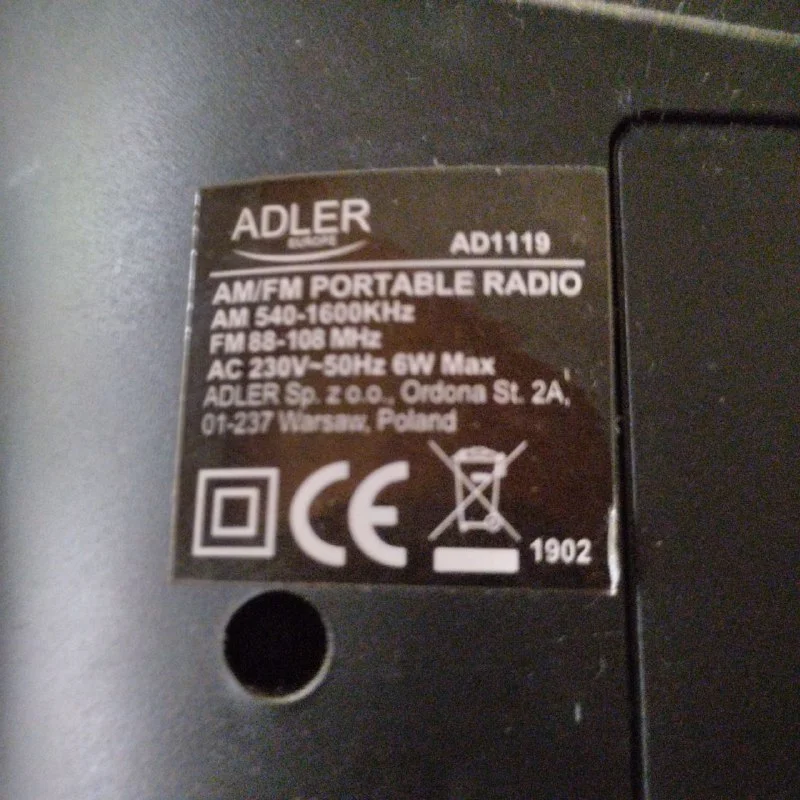 ADLER
EUROPE
AD1119
AM/FM PORTABLE RADIO
AM 540-1600KHz
FM 88-108 MHz
AC 230V~50Hz 6W Max
ADLER Sp. z o.o., Ordona St. 2A,
01-237 Warsaw, Poland
CE
1902